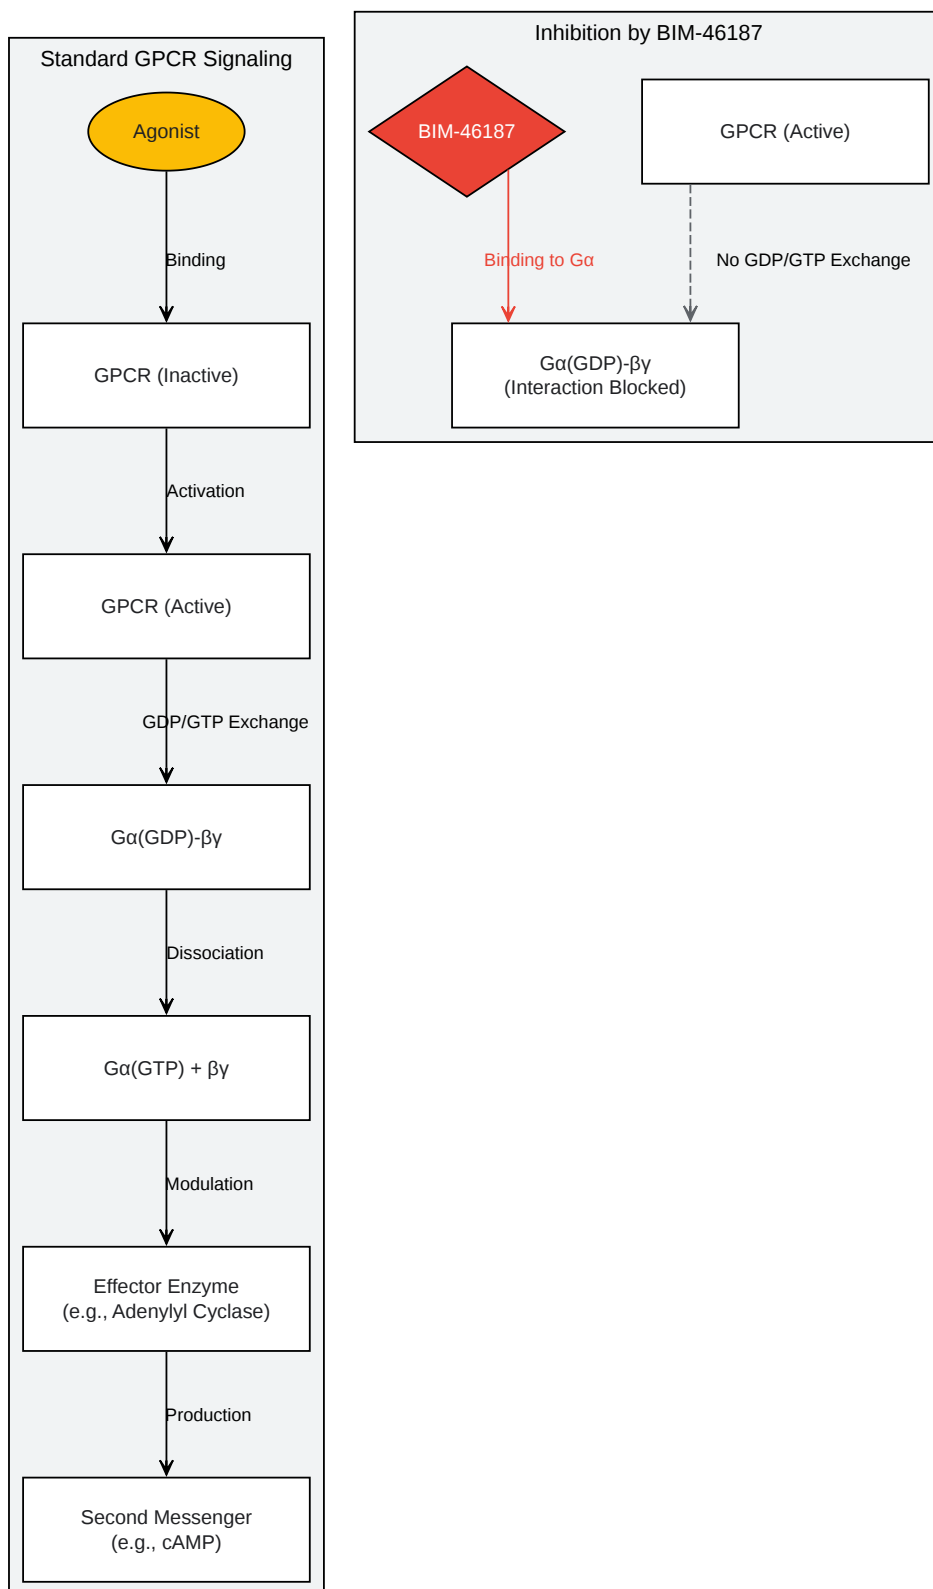 Standard GPCR Signaling
Agonist
Binding
GPCR (Inactive)
Activation
GPCR (Active)
GDP/GTP Exchange
Gα(GDP)-βγ
Dissociation
Gα(GTP) + βγ
Modulation
Effector Enzyme
(e.g., Adenylyl Cyclase)
Production
Second Messenger
(e.g., cAMP)
Inhibition by BIM-46187
BIM-46187
GPCR (Active)
Binding to Gα
No GDP/GTP Exchange
Gα(GDP)-βγ
(Interaction Blocked)